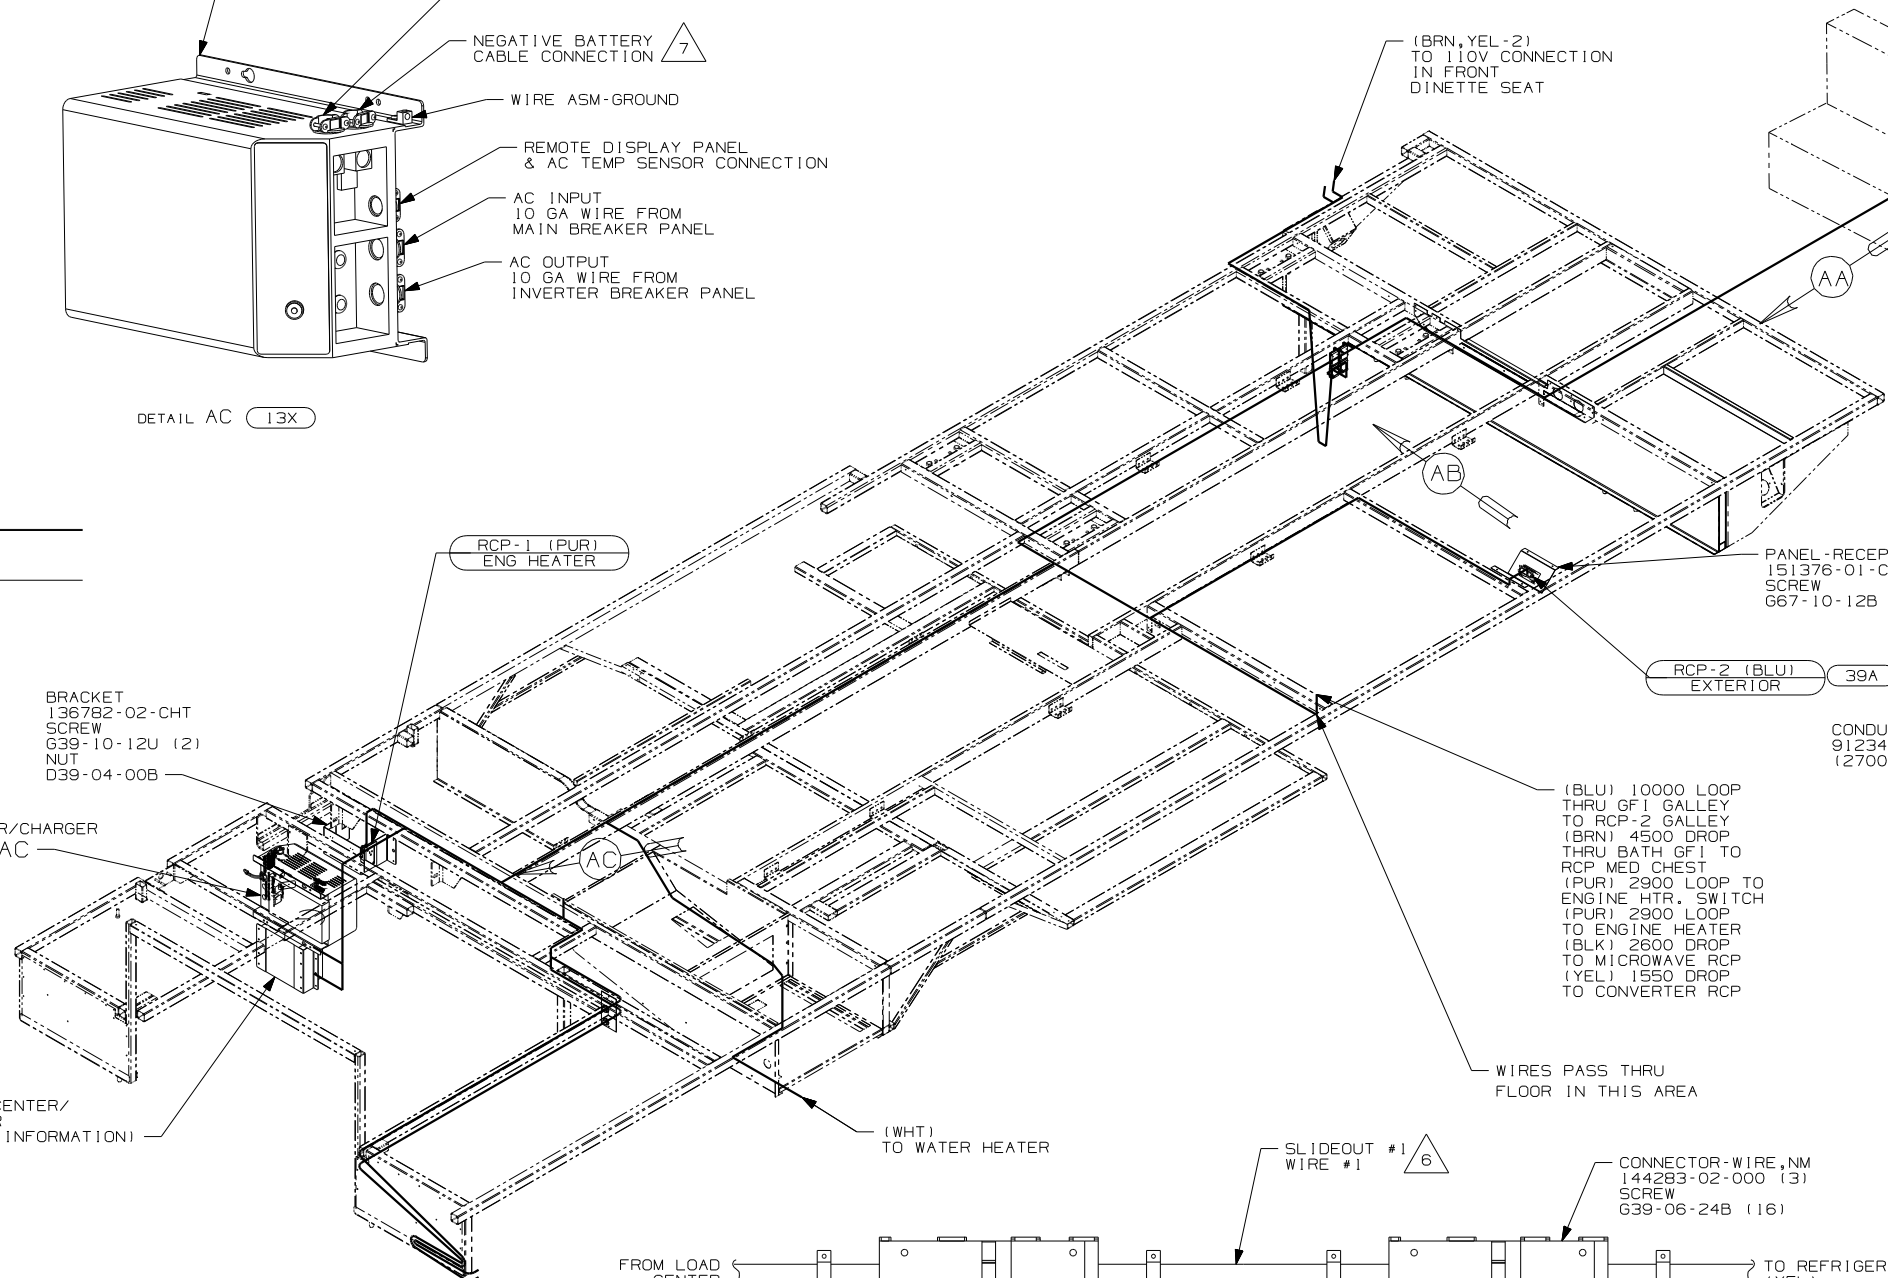 NEGATIVE BATTERY
CABLE CONNECTION
7
WIRE ASM-GROUND
REMOTE DISPLAY PANEL
& AC TEMP SENSOR CONNECTION
AC INPUT
10 GA WIRE FROM
MAIN BREAKER PANEL
AC OUTPUT
10 GA WIRE FROM
INVERTER BREAKER PANEL
DETAIL AC 13X
(BRN,YEL-2)
TO 110V CONNECTION
IN FRONT
DINETTE SEAT
AA
AB
RCP-1 (PUR)
ENG HEATER
PANEL-RECEP
151376-01-C
SCREW
G67-10-12B
RCP-2 (BLU)
EXTERIOR
39A
BRACKET
136782-02-CHT
SCREW
G39-10-12U (2)
NUT
D39-04-00B
R/CHARGER
AC
AC
CONDU
91234
(2700
(BLU) 10000 LOOP
THRU GFI GALLEY
TO RCP-2 GALLEY
(BRN) 4500 DROP
THRU BATH GFI TO
RCP MED CHEST
(PUR) 2900 LOOP TO
ENGINE HTR. SWITCH
(PUR) 2900 LOOP
TO ENGINE HEATER
(BLK) 2600 DROP
TO MICROWAVE RCP
(YEL) 1550 DROP
TO CONVERTER RCP
WIRES PASS THRU
FLOOR IN THIS AREA
CENTER/
INFORMATION)
(WHT)
TO WATER HEATER
SLIDEOUT #1
WIRE #1
6
CONNECTOR-WIRE,NM
144283-02-000 (3)
SCREW
G39-06-24B (16)
FROM LOAD
CENTER
TO REFRIGER